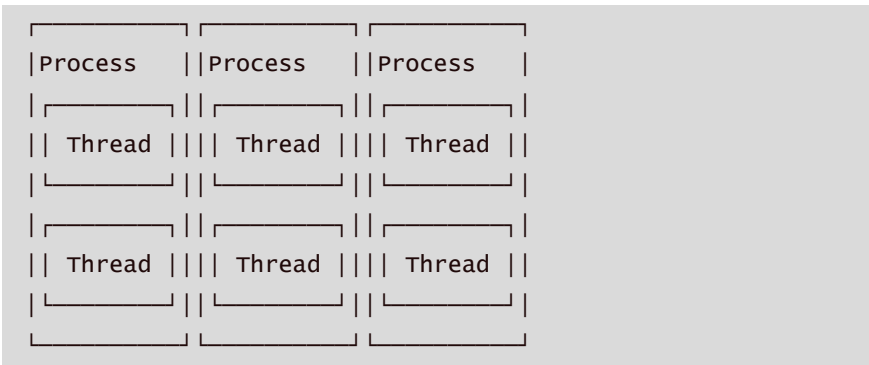 ┌─────────┐┌─────────┐┌─────────┐
|Process  ||Process  ||Process  |
|┌───────┐||┌───────┐||┌───────┐|
|| Thread |||| Thread |||| Thread ||
|└───────┘||└───────┘||└───────┘|
|┌───────┐||┌───────┐||┌───────┐|
|| Thread |||| Thread |||| Thread ||
|└───────┘||└───────┘||└───────┘|
└─────────┘└─────────┘└─────────┘